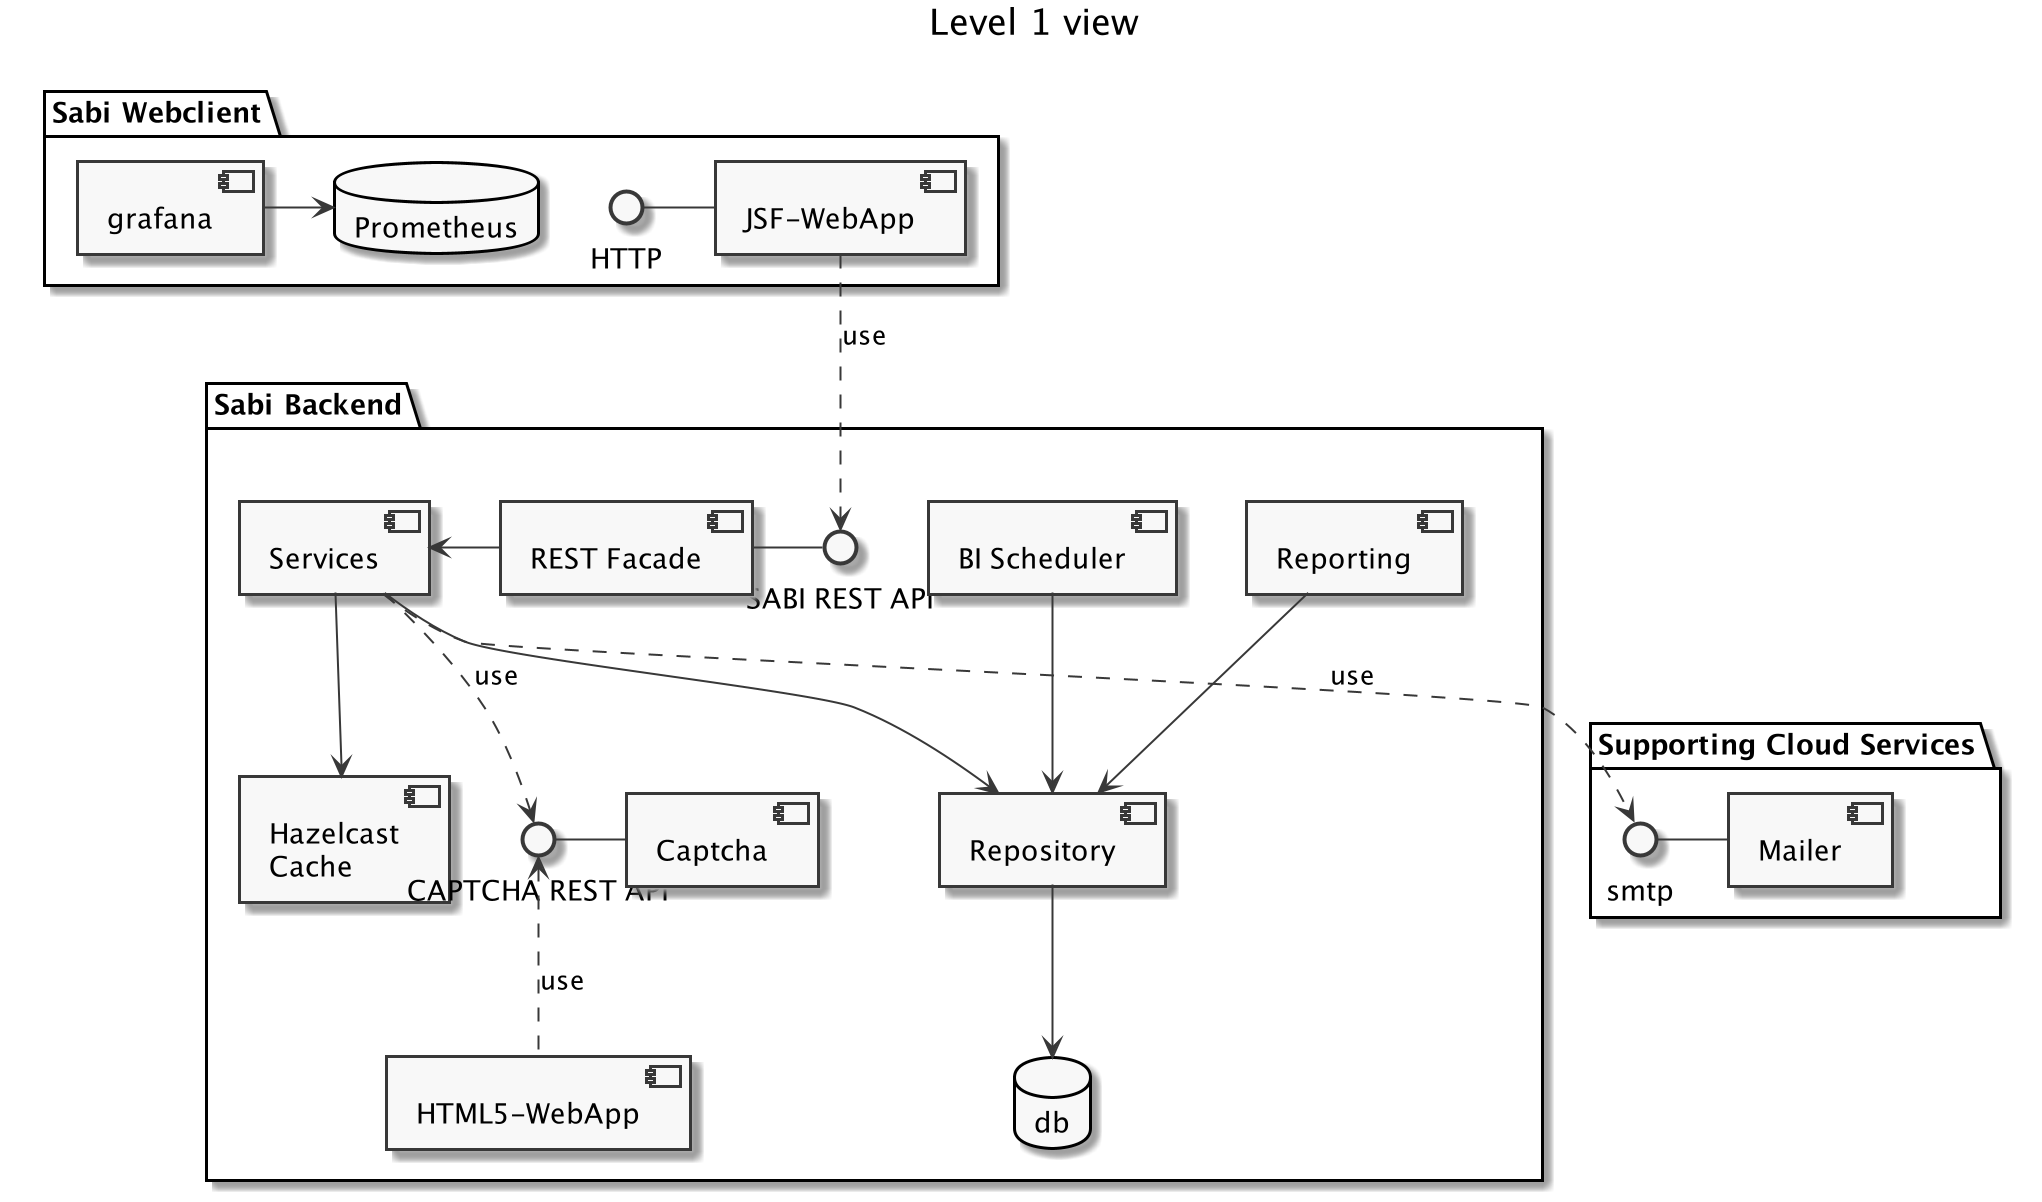 Level 1 view
Sabi Webclient
grafana
Prometheus
HTTP
JSF-WebApp
use
Sabi Backend
Services
REST Facade
SABI REST API
BI Scheduler
Reporting
use
use
Supporting Cloud Services
Hazelcast
Cache
CAPTCHA REST API
Captcha
Repository
smtp
Mailer
use
HTML5-WebApp
db